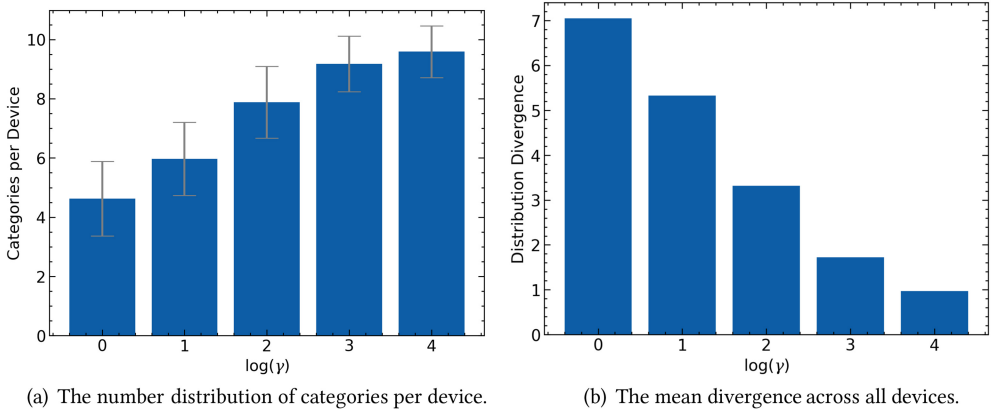 10
8
6
4
2
0
Categories per Device
0 1 2 3 4
log(γ)
(a) The number distribution of categories per device.
7
6
5
4
3
2
1
0
Distribution Divergence
0 1 2 3 4
log(γ)
(b) The mean divergence across all devices.